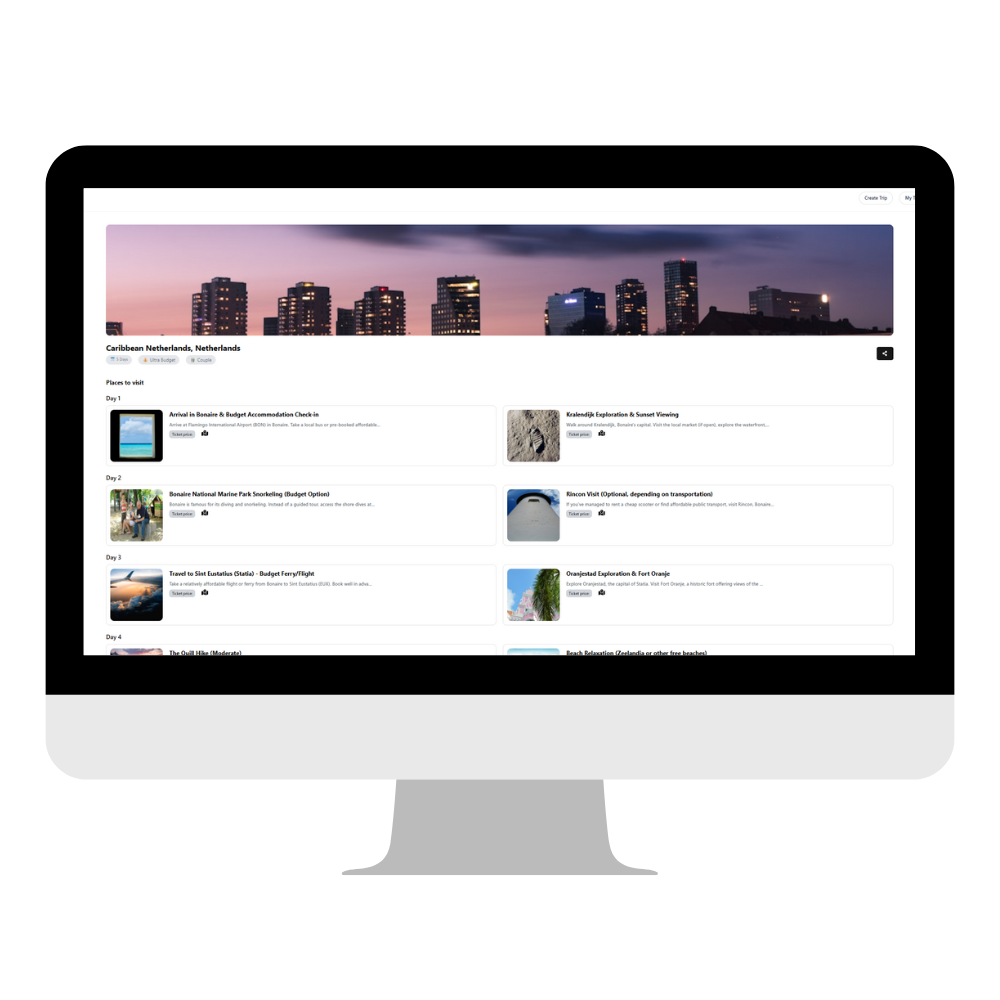 Create Trip
My
Caribbean Netherlands, Netherlands
5 Days
Ultra Budget
Couple
Places to visit
Day 1
Arrival in Bonaire & Budget Accommodation Check-in
Arrive at Flamingo International Airport (BON) in Bonaire. Take a local bus or pre-booked affordable...
Ticket price
Kralendijk Exploration & Sunset Viewing
Walk around Kralendijk, Bonaire's capital. Visit the local market (if open), explore the waterfront,...
Ticket price
Day 2
Bonaire National Marine Park Snorkeling (Budget Option)
Bonaire is famous for its diving and snorkeling. Instead of a guided tour, access the shore dives at...
Ticket price
Rincon Visit (Optional, depending on transportation)
If you've managed to rent a cheap scooter or find affordable public transport, visit Rincon, Bonaire...
Ticket price
Day 3
Travel to Sint Eustatius (Statia) - Budget Ferry/Flight
Take a relatively affordable flight or ferry from Bonaire to Sint Eustatius (EUX). Book well in adva...
Ticket price
Oranjestad Exploration & Fort Oranje
Explore Oranjestad, the capital of Statia. Visit Fort Oranje, a historic fort offering views of the ...
Ticket price
Day 4
The Quill Hike (Moderate)
Beach Relaxation (Zeelandia or other free beaches)